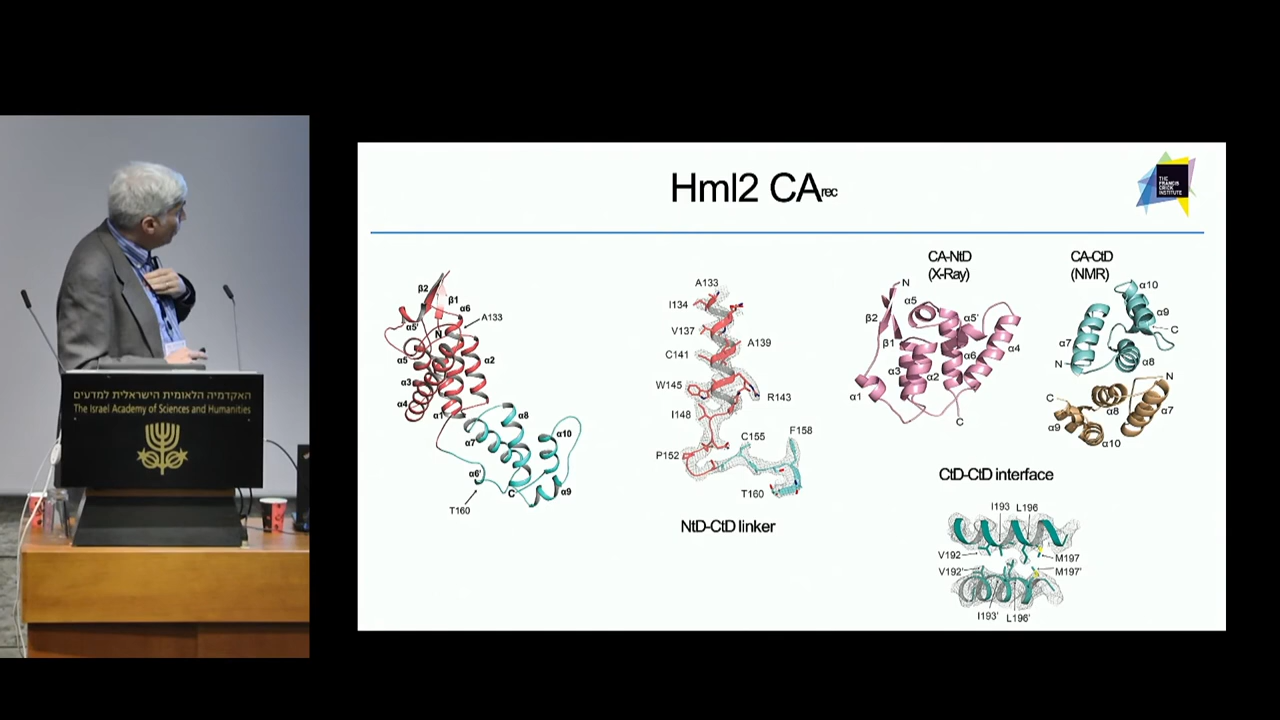 האקדמיה הלאומית הישראלית למדעים
The Israel Academy of Sciences and Humanities
Hml2 CArec
THE
FRANCIS
CRICK
INSTITUTE
β2
β1
α6
A133
α5'
N
α5
α2
α3
α4
α1
α8
α7
α10
α6'
C
α9
T160
A133
I134
V137
A139
C141
W145
R143
I148
C155
F158
P152
T160
NtD-CtD linker
CA-NtD
(X-Ray)
N
α5
β2
α5'
β1
α4
α6
α3
α2
α1
C
CA-CtD
(NMR)
α10
α9
C
α7
α8
N
N
C
α8
α7
α9
α10
CtD-CtD interface
I193 L196
V192
M197
V192'
M197'
I193' L196'